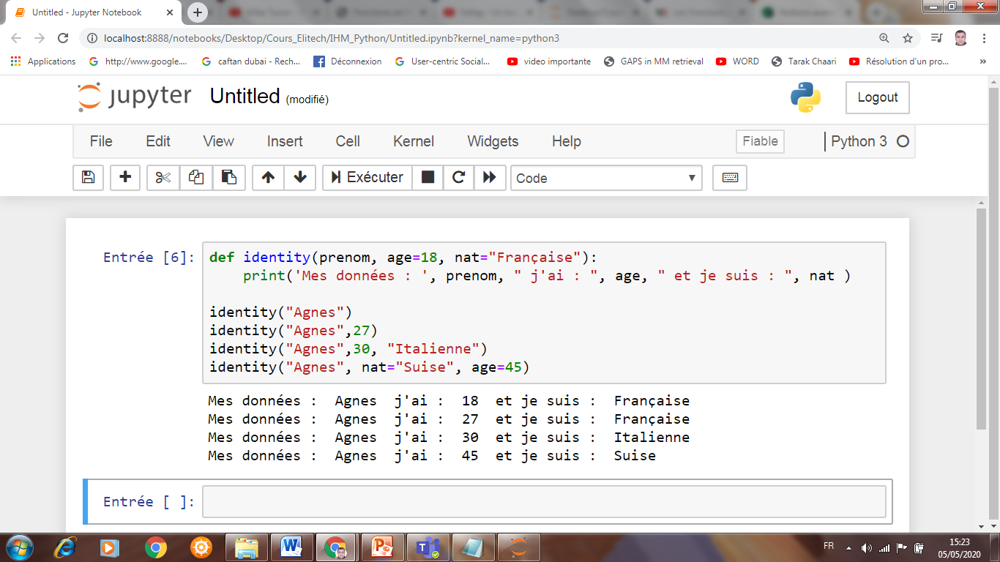 Untitled - Jupyter Notebook
localhost:8888/notebooks/Desktop/Cours_Elitech/IHM_Python/Untitled.ipynb?kernel_name=python3
Applications http://www.google.... caftan dubai - Rech... Déconnexion User-centric Social... video importante GAPS in MM retrieval WORD Tarak Chaari Résolution d'un pro... »
jupyter Untitled (modifié) Logout
File Edit View Insert Cell Kernel Widgets Help Fiable Python 3
Exécuter Code
Entrée [6]: def identity(prenom, age=18, nat="Française"):
    print('Mes données : ', prenom, " j'ai : ", age, " et je suis : ", nat )
identity("Agnes")
identity("Agnes",27)
identity("Agnes",30, "Italienne")
identity("Agnes", nat="Suise", age=45)
Mes données :  Agnes  j'ai :  18  et je suis :  Française
Mes données :  Agnes  j'ai :  27  et je suis :  Française
Mes données :  Agnes  j'ai :  30  et je suis :  Italienne
Mes données :  Agnes  j'ai :  45  et je suis :  Suise
Entrée [ ]:
FR 15:23
05/05/2020